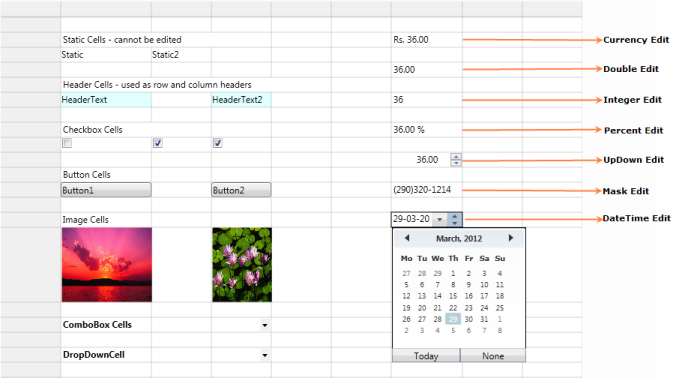 Static Cells - cannot be edited Rs. 36.00 Currency Edit
Static Static2
36.00 Double Edit
Header Cells - used as row and column headers
HeaderText HeaderText2 36 Integer Edit
Checkbox Cells 36.00 % Percent Edit
36.00 UpDown Edit
Button Cells
Button1 Button2 (290)320-1214 Mask Edit
Image Cells 29-03-20 DateTime Edit
March, 2012
Mo Tu We Th Fr Sa Su
27 28 29 1 2 3 4
5 6 7 8 9 10 11
12 13 14 15 16 17 18
19 20 21 22 23 24 25
26 27 28 29 30 31 1
2 3 4 5 6 7 8
ComboBox Cells
DropDownCell
Today None